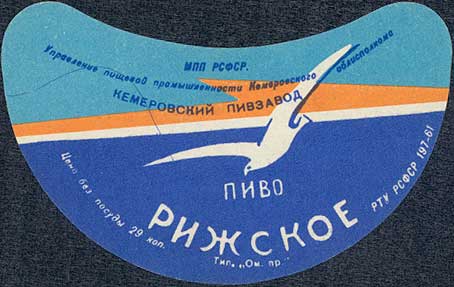 МПП РСФСР.
Управление пищевой промышленности Кемеровского облисполкома
КЕМЕРОВСКИЙ ПИВЗАВОД
ПИВО
РИЖСКОЕ
Цена без посуды 29 коп.
РТУ РСФСР 197-61
Тип. „Ом. пр."